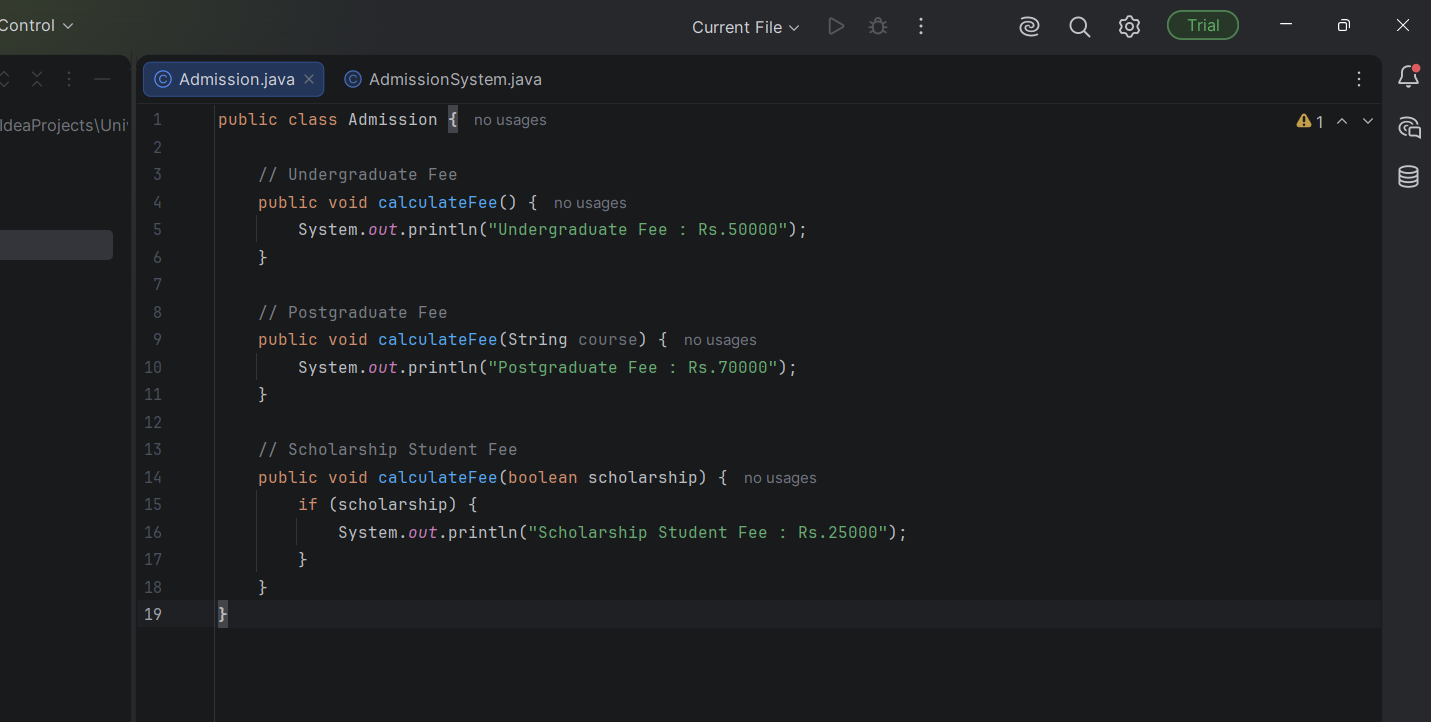 Control
Current File
Trial
Admission.java
AdmissionSystem.java
IdeaProjects\Uni
1 public class Admission { no usages
1
2
3 // Undergraduate Fee
4 public void calculateFee() { no usages
5 System.out.println("Undergraduate Fee : Rs.50000");
6 }
7
8 // Postgraduate Fee
9 public void calculateFee(String course) { no usages
10 System.out.println("Postgraduate Fee : Rs.70000");
11 }
12
13 // Scholarship Student Fee
14 public void calculateFee(boolean scholarship) { no usages
15 if (scholarship) {
16 System.out.println("Scholarship Student Fee : Rs.25000");
17 }
18 }
19 }